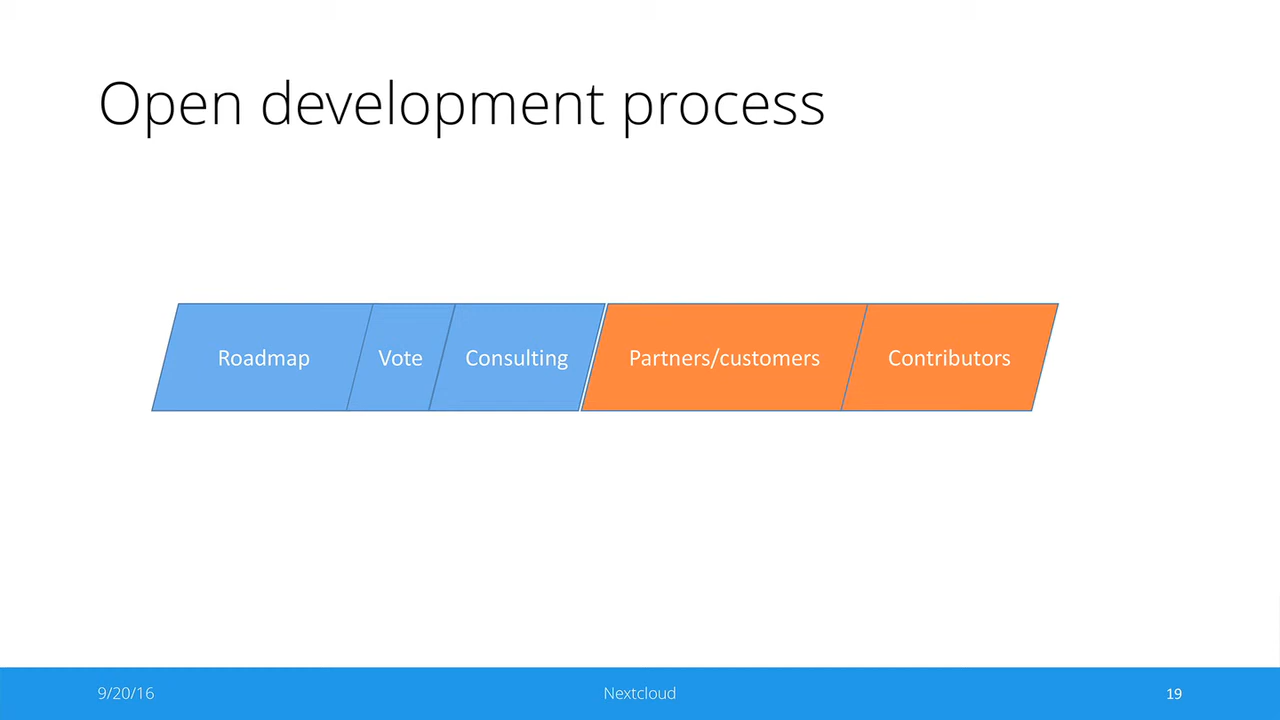 Open development process
Roadmap
Vote
Consulting
Partners/customers
Contributors
9/20/16
Nextcloud
19